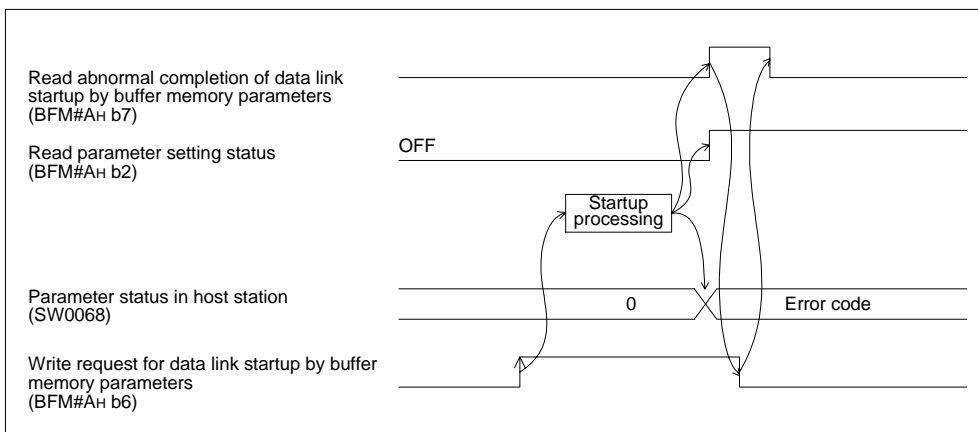 Read abnormal completion of data link
startup by buffer memory parameters
(BFM#AH b7)
Read parameter setting status
(BFM#AH b2)
OFF
Startup
processing
Parameter status in host station
(SW0068)
0
Error code
Write request for data link startup by buffer
memory parameters
(BFM#AH b6)